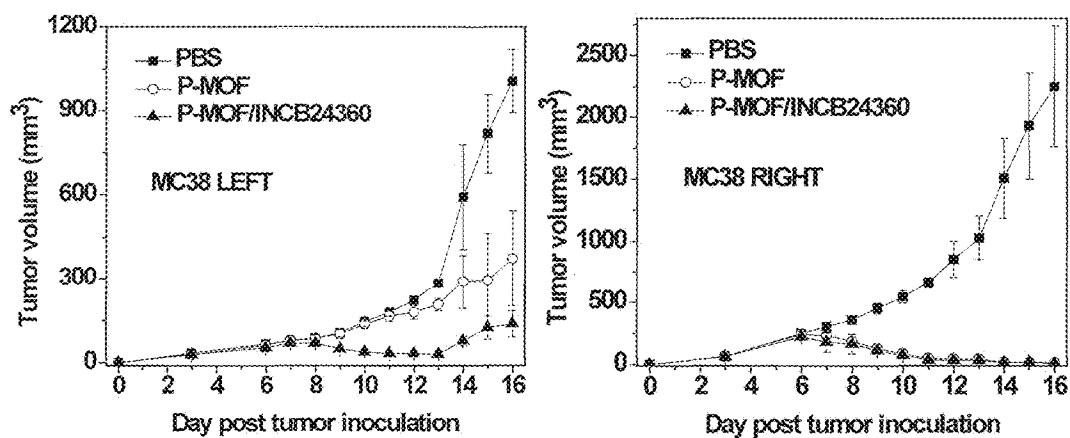 1200
900
600
300
0
Tumor volume (mm³)
PBS
P-MOF
P-MOF/INCB24360
MC38 LEFT
0 2 4 6 8 10 12 14 16
Day post tumor inoculation
2500
2000
1500
1000
500
0
Tumor volume (mm³)
PBS
P-MOF
P-MOF/INCB24360
MC38 RIGHT
0 2 4 6 8 10 12 14 16
Day post tumor inoculation